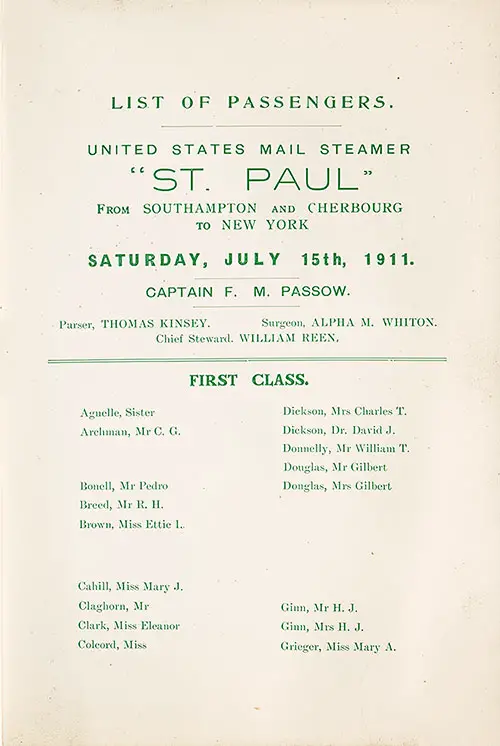 LIST OF PASSENGERS.
UNITED STATES MAIL STEAMER
"ST. PAUL"
FROM SOUTHAMPTON AND CHERBOURG
TO NEW YORK
SATURDAY, JULY 15th, 1911.
CAPTAIN F. M. PASSOW.
Purser, THOMAS KINSEY. Surgeon, ALPHA M. WHITON.
Chief Steward. WILLIAM REEN.
FIRST CLASS.
Agnelle, Sister
Archman, Mr C. G.
Bonell, Mr Pedro
Breed, Mr R. H.
Brown, Miss Ettie L.
Cahill, Miss Mary J.
Claghorn, Mr
Clark, Miss Eleanor
Colcord, Miss
Dickson, Mrs Charles T.
Dickson, Dr. David J.
Donnelly, Mr William T.
Douglas, Mr Gilbert
Douglas, Mrs Gilbert
Ginn, Mr H. J.
Ginn, Mrs H. J.
Grieger, Miss Mary A.